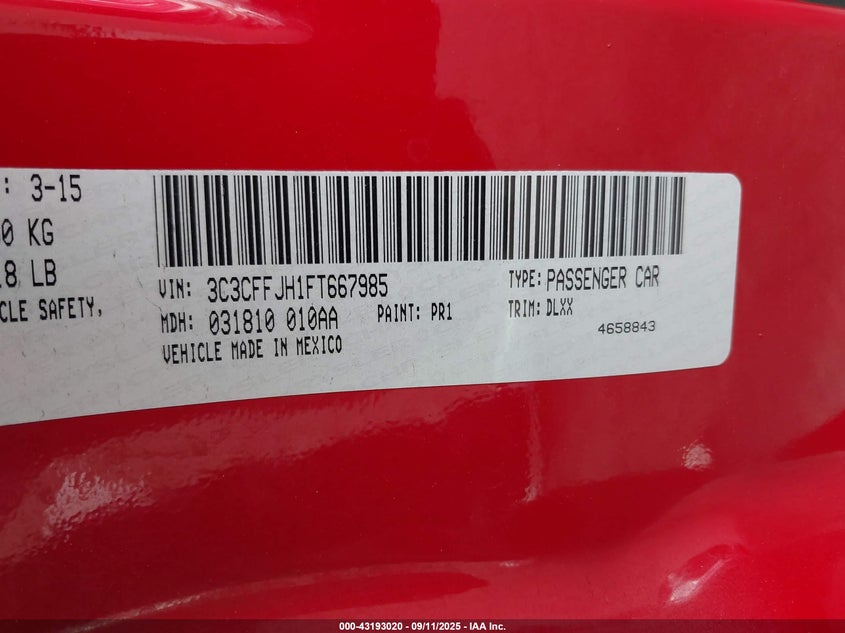 : 3-15
0 KG
8 LB
CLE SAFETY,
VIN: 3C3CFFJH1FT667985 TYPE: PASSENGER CAR
MDH: 031810 010AA PAINT: PR1 TRIM: DLXX
VEHICLE MADE IN MEXICO 4658843
000-43193020 - 09/11/2025 - IAA Inc.